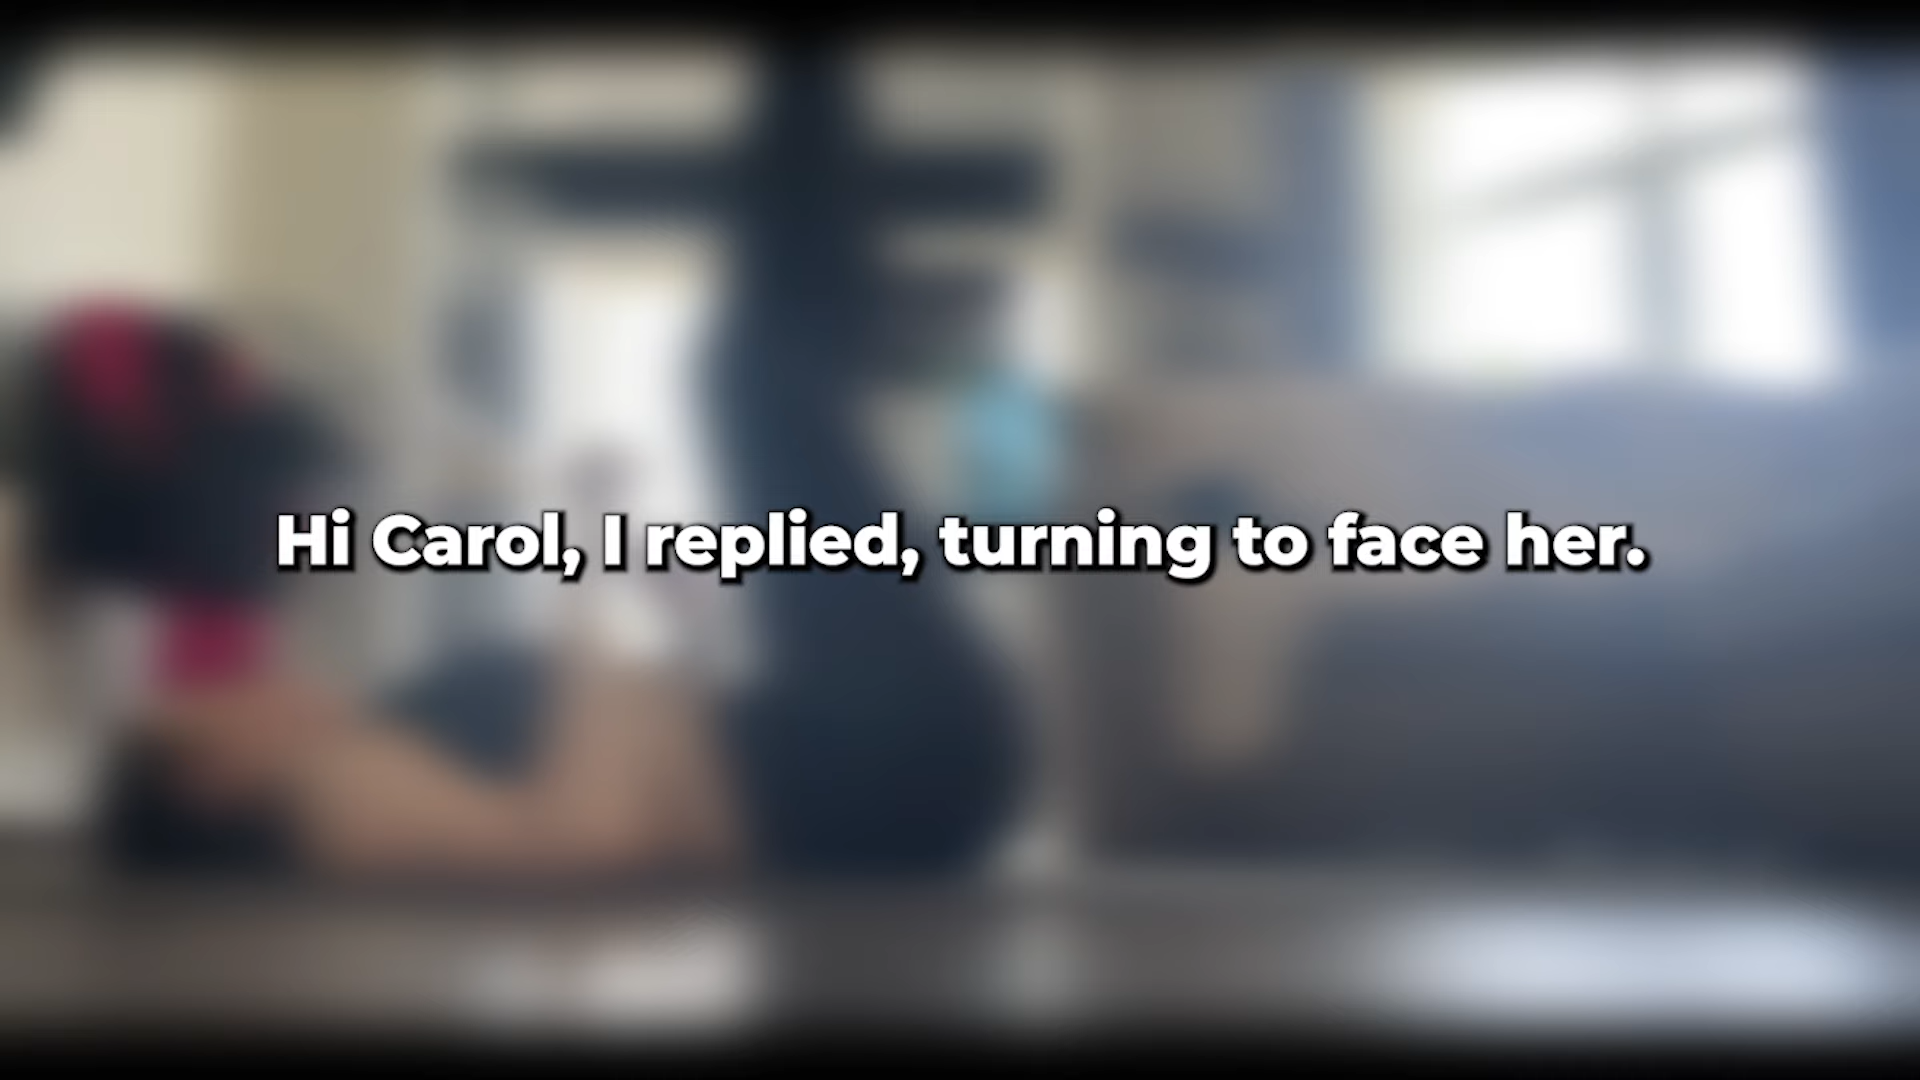 Hi Carol, I replied, turning to face her.